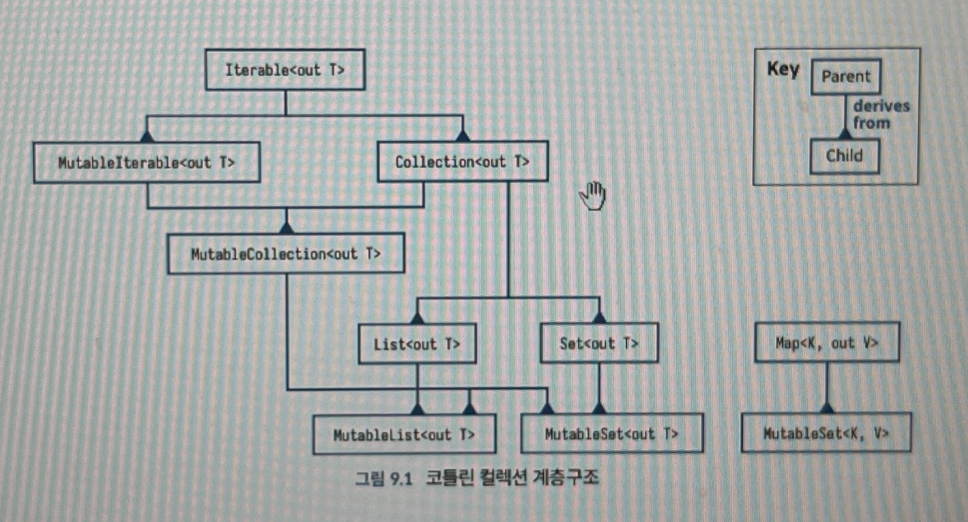 Iterable<out T>
Key
Parent
derives
from
Child
MutableIterable<out T>
Collection<out T>
MutableCollection<out T>
List<out T>
Set<out T>
Map<K, out V>
MutableList<out T>
MutableSet<out T>
MutableSet<K, V>
그림 9.1 코틀린 컬렉션 계층구조